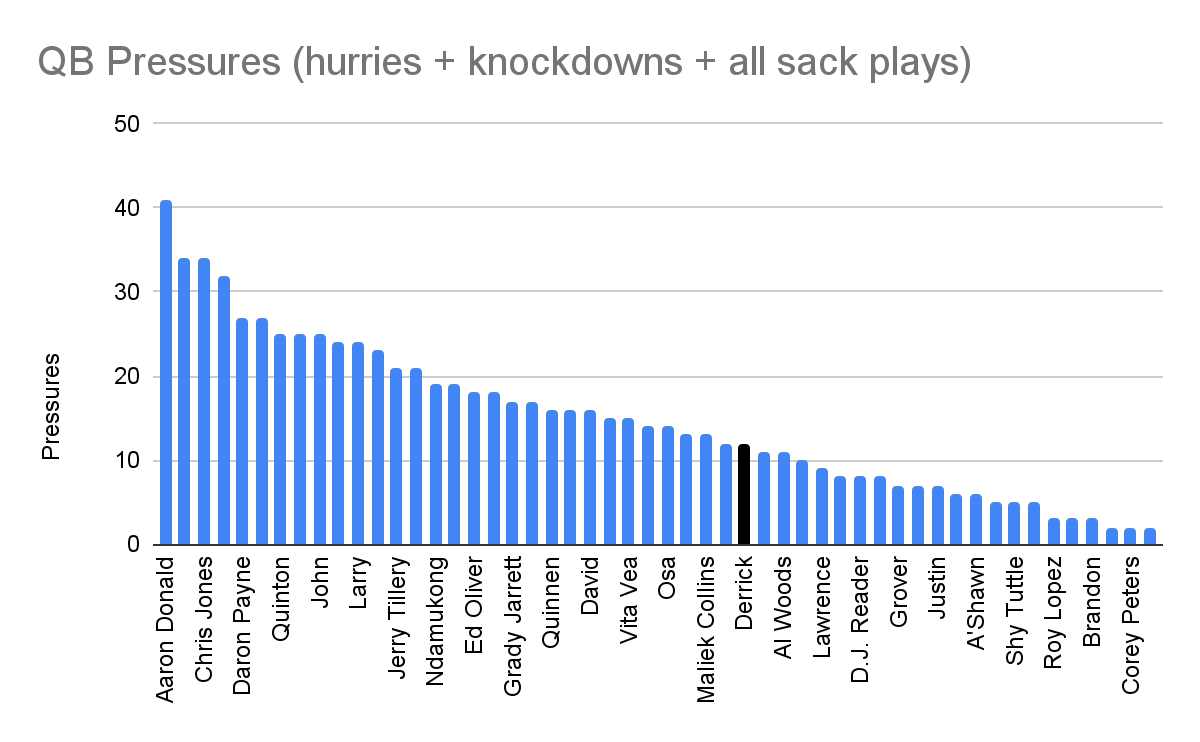 QB Pressures (hurries + knockdowns + all sack plays)
50
40
30
20
10
0
Pressures
Aaron Donald
Chris Jones
Daron Payne
Quinton
John
Larry
Jerry Tillery
Ndamukong
Ed Oliver
Grady Jarrett
Quinnen
David
Vita Vea
Osa
Maliek Collins
Derrick
Al Woods
Lawrence
D.J. Reader
Grover
Justin
A'Shawn
Shy Tuttle
Roy Lopez
Brandon
Corey Peters